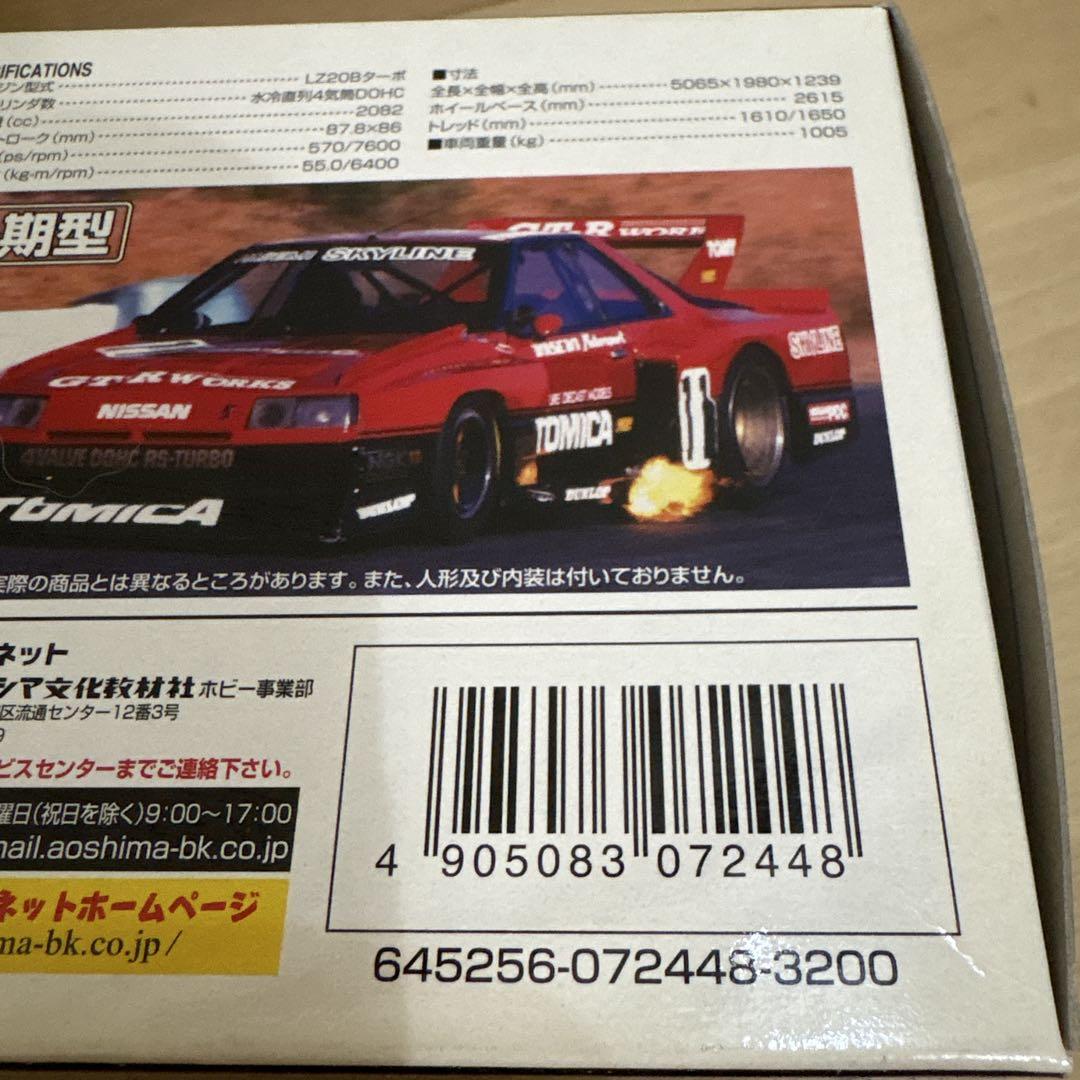 IFICATIONS
ジン型式 LZ20Bターボ
リンダ数 水冷直列4気筒DOHC
(cc) 2082
トローク(mm) 87.8×86
(ps/rpm) 570/7600
(kg-m/rpm) 55.0/6400
■寸法
全長×全幅×全高(mm) 5065×1980×1239
ホイールベース(mm) 2615
トレッド(mm) 1610/1650
■車両重量(kg) 1005
期型
SKYLINE
GT-R WORKS
TOMY
GT-R WORKS
NISSAN
4VALVE DOHC RS-TURBO
TOMICA
NGK
DUNLOP
TOMICA
DUNLOP
11
SKYLINE
DUNLOP
実際の商品とは異なるところがあります。また、人形及び内装は付いておりません。
ネット
シマ文化教材社 ホビー事業部
区流通センター12番3号
9
ビスセンターまでご連絡下さい。
曜日(祝日を除く)9:00〜17:00
mail.aoshima-bk.co.jp
ネットホームページ
ma-bk.co.jp/
4 905083 072448
645256-072448-3200